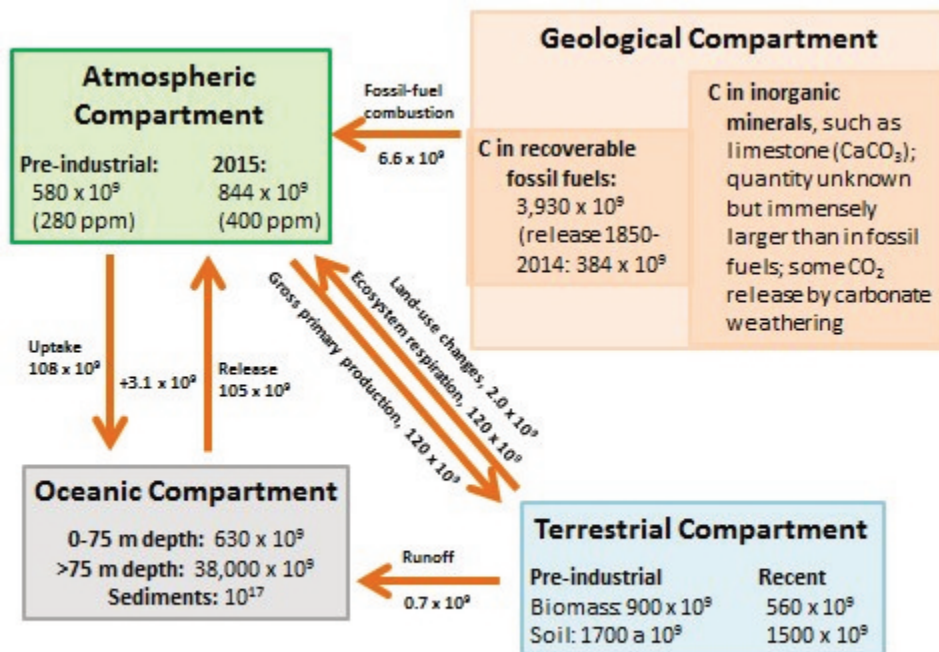 Atmospheric
Compartment
Pre-industrial:
580 x 10⁹
(280 ppm)
2015:
844 x 10⁹
(400 ppm)
Fossil-fuel
combustion
6.6 x 10⁹
Geological Compartment
C in recoverable
fossil fuels:
3,930 x 10⁹
(release 1850-
2014: 384 x 10⁹
C in inorganic
minerals, such as
limestone (CaCO₃);
quantity unknown
but immensely
larger than in fossil
fuels; some CO₂
release by carbonate
weathering
Uptake
108 x 10⁹
+3.1 x 10⁹
Release
105 x 10⁹
Gross primary production, 120 x 10⁹
Ecosystem respiration, 120 x 10⁹
Land-use changes, 2.0 x 10⁹
Oceanic Compartment
0-75 m depth: 630 x 10⁹
>75 m depth: 38,000 x 10⁹
Sediments: 10¹⁷
Runoff
0.7 x 10⁹
Terrestrial Compartment
Pre-industrial Recent
Biomass: 900 x 10⁹ 560 x 10⁹
Soil: 1700 a 10⁹ 1500 x 10⁹